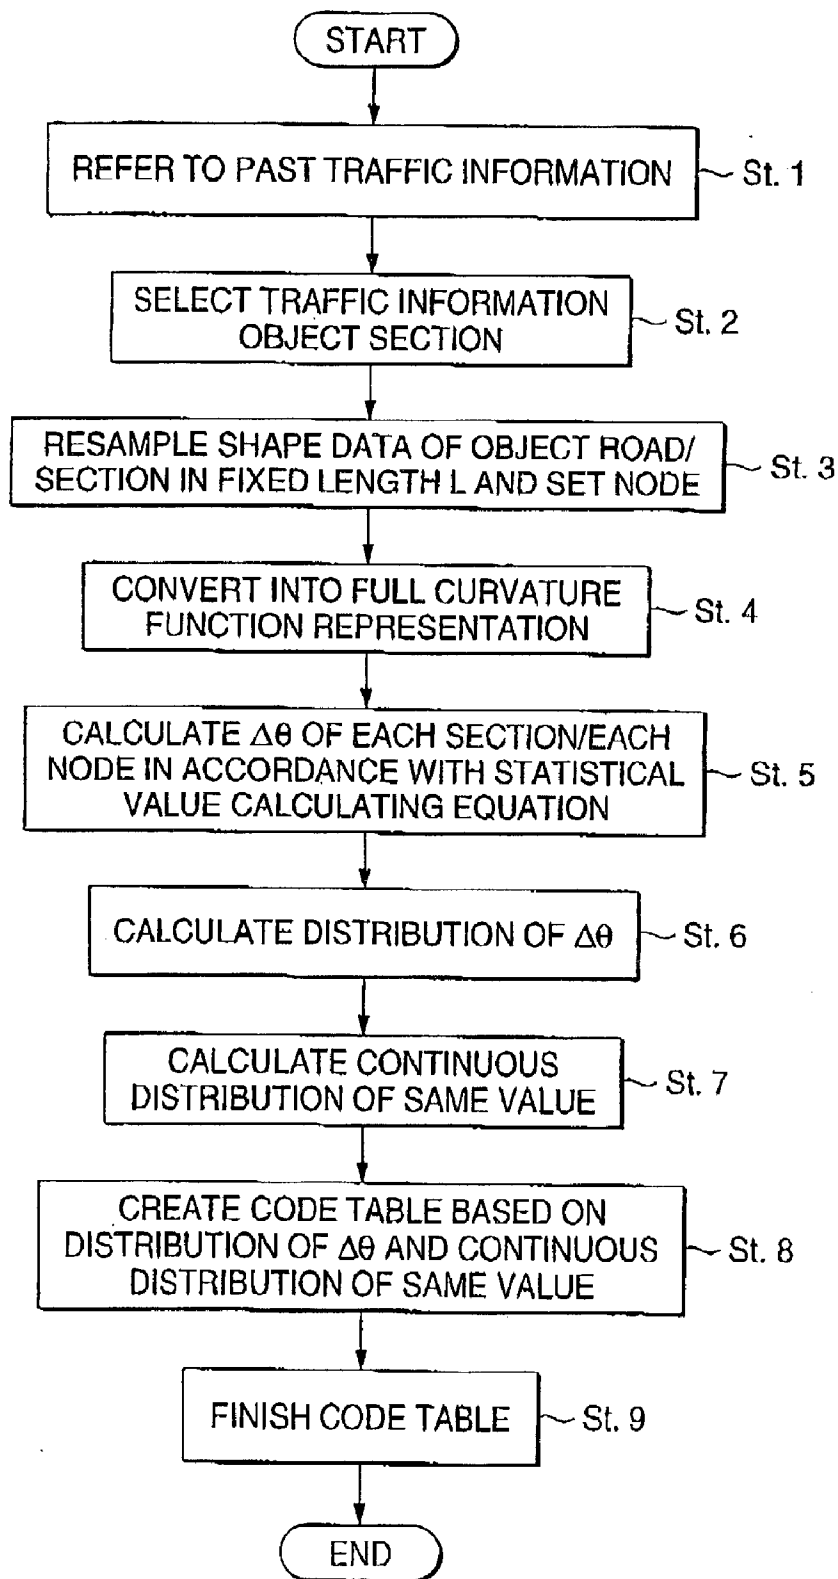 START
REFER TO PAST TRAFFIC INFORMATION
St. 1
SELECT TRAFFIC INFORMATION
OBJECT SECTION
St. 2
RESAMPLE SHAPE DATA OF OBJECT ROAD/
SECTION IN FIXED LENGTH L AND SET NODE
St. 3
CONVERT INTO FULL CURVATURE
FUNCTION REPRESENTATION
St. 4
CALCULATE Δθ OF EACH SECTION/EACH
NODE IN ACCORDANCE WITH STATISTICAL
VALUE CALCULATING EQUATION
St. 5
CALCULATE DISTRIBUTION OF Δθ
St. 6
CALCULATE CONTINUOUS
DISTRIBUTION OF SAME VALUE
St. 7
CREATE CODE TABLE BASED ON
DISTRIBUTION OF Δθ AND CONTINUOUS
DISTRIBUTION OF SAME VALUE
St. 8
FINISH CODE TABLE
St. 9
END